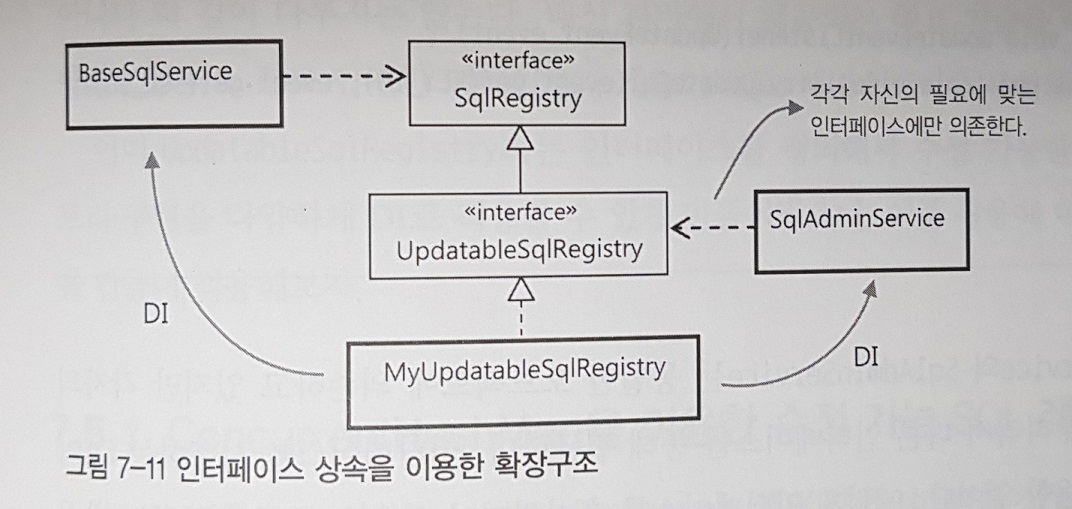 BaseSqlService
«interface»
SqlRegistry
각각 자신의 필요에 맞는
인터페이스에만 의존한다.
«interface»
UpdatableSqlRegistry
SqlAdminService
DI
MyUpdatableSqlRegistry
DI
그림 7-11 인터페이스 상속을 이용한 확장구조